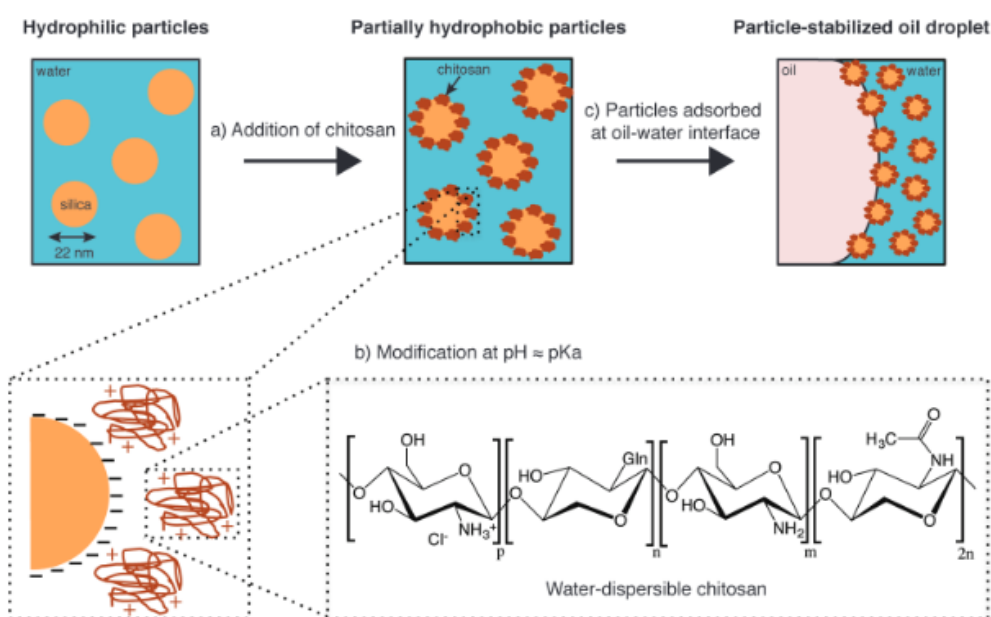 Hydrophilic particles
Partially hydrophobic particles
Particle-stabilized oil droplet
water
silica
22 nm
a) Addition of chitosan
chitosan
c) Particles adsorbed
at oil-water interface
oil
water
b) Modification at pH ≈ pKa
OH
O
O
HO
NH₃⁺
Cl⁻
p
O
HO
Gln
O
n
O
OH
O
HO
NH₂
m
O
H₃C
O
NH
HO
O
2n
Water-dispersible chitosan